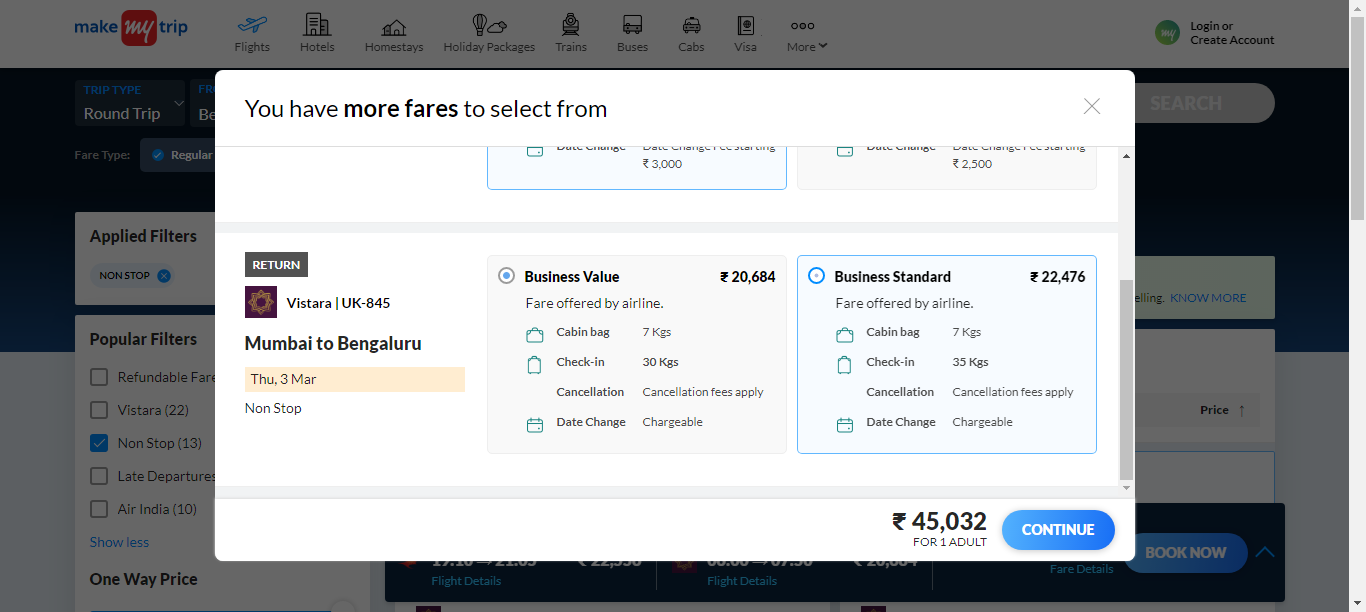 make my trip
Flights
Hotels
Homestays
Holiday Packages
Trains
Buses
Cabs
Visa
More
Login or
Create Account
my
TRIP TYPE
Round Trip
SEARCH
Fare Type:
Regular
You have more fares to select from
Date Change
Date Change Fee starting
₹ 3,000
Date Change
Date Change Fee starting
₹ 2,500
RETURN
Vistara | UK-845
Mumbai to Bengaluru
Thu, 3 Mar
Non Stop
Business Value
₹ 20,684
Fare offered by airline.
Cabin bag
7 Kgs
Check-in
30 Kgs
Cancellation
Cancellation fees apply
Date Change
Chargeable
Business Standard
₹ 22,476
Fare offered by airline.
Cabin bag
7 Kgs
Check-in
35 Kgs
Cancellation
Cancellation fees apply
Date Change
Chargeable
₹ 45,032
FOR 1 ADULT
CONTINUE
Applied Filters
NON STOP
Popular Filters
Refundable Fare
Vistara (22)
Non Stop (13)
Late Departures
Air India (10)
Show less
One Way Price
KNOW MORE
Price
Flight Details
Flight Details
Fare Details
BOOK NOW